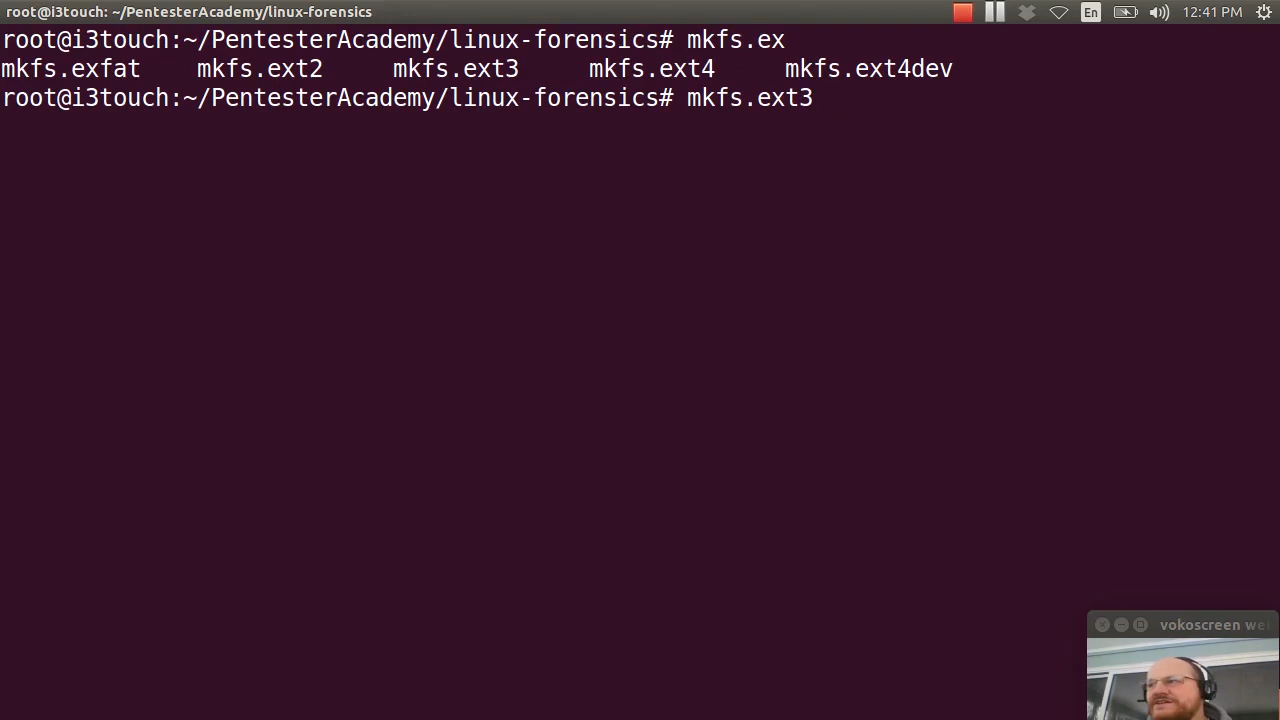 root@i3touch: ~/PentesterAcademy/linux-forensics En 12:41 PM
root@i3touch:~/PentesterAcademy/linux-forensics# mkfs.ex
mkfs.exfat mkfs.ext2 mkfs.ext3 mkfs.ext4 mkfs.ext4dev
root@i3touch:~/PentesterAcademy/linux-forensics# mkfs.ext3
vokoscreen we